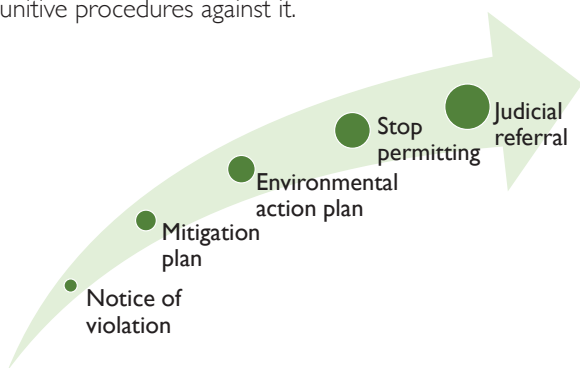 unitive procedures against it.
Judicial
referral
Stop
permitting
Environmental
action plan
Mitigation
plan
Notice of
violation